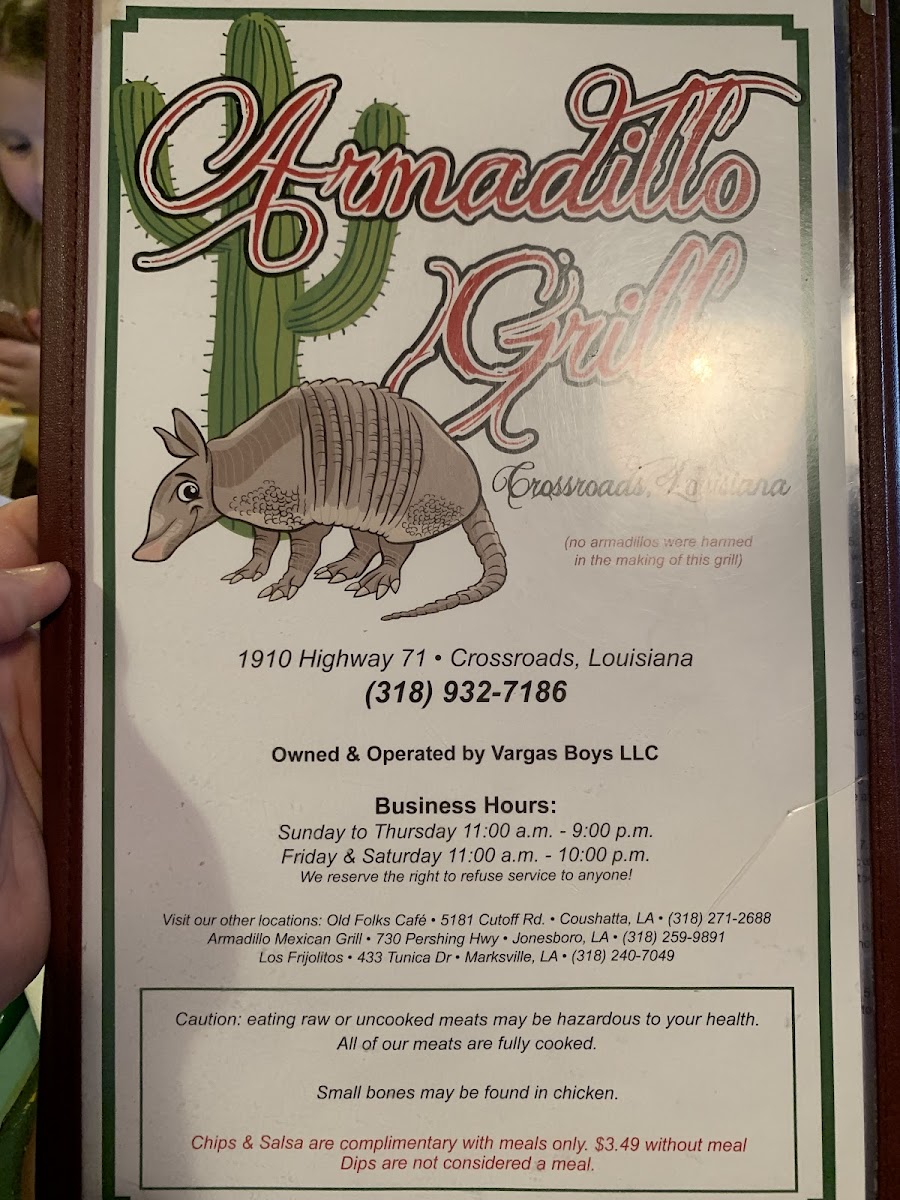 Armadillo
Grill
Crossroads, Louisiana
(no armadillos were harmed
in the making of this grill)
1910 Highway 71 • Crossroads, Louisiana
(318) 932-7186
Owned & Operated by Vargas Boys LLC
Business Hours:
Sunday to Thursday 11:00 a.m. - 9:00 p.m.
Friday & Saturday 11:00 a.m. - 10:00 p.m.
We reserve the right to refuse service to anyone!
Visit our other locations: Old Folks Café • 5181 Cutoff Rd. • Coushatta, LA • (318) 271-2688
Armadillo Mexican Grill • 730 Pershing Hwy • Jonesboro, LA • (318) 259-9891
Los Frijolitos • 433 Tunica Dr • Marksville, LA • (318) 240-7049
Caution: eating raw or uncooked meats may be hazardous to your health.
All of our meats are fully cooked.
Small bones may be found in chicken.
Chips & Salsa are complimentary with meals only. $3.49 without meal
Dips are not considered a meal.